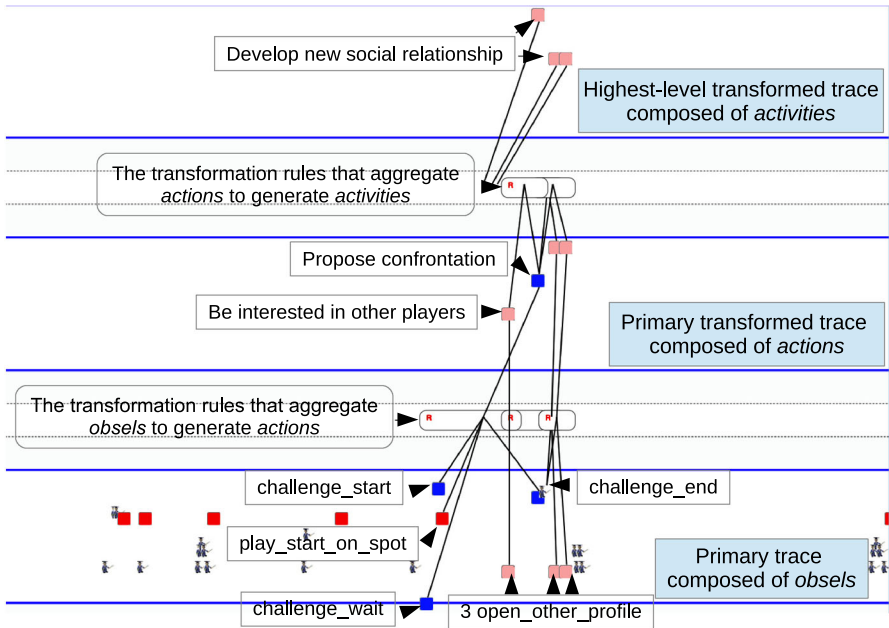 Develop new social relationship
Highest-level transformed trace
composed of activities
The transformation rules that aggregate
actions to generate activities
R
Propose confrontation
Be interested in other players
Primary transformed trace
composed of actions
The transformation rules that aggregate
obsels to generate actions
R R R
challenge_start
challenge_end
play_start_on_spot
Primary trace
composed of obsels
challenge_wait
3 open_other_profile